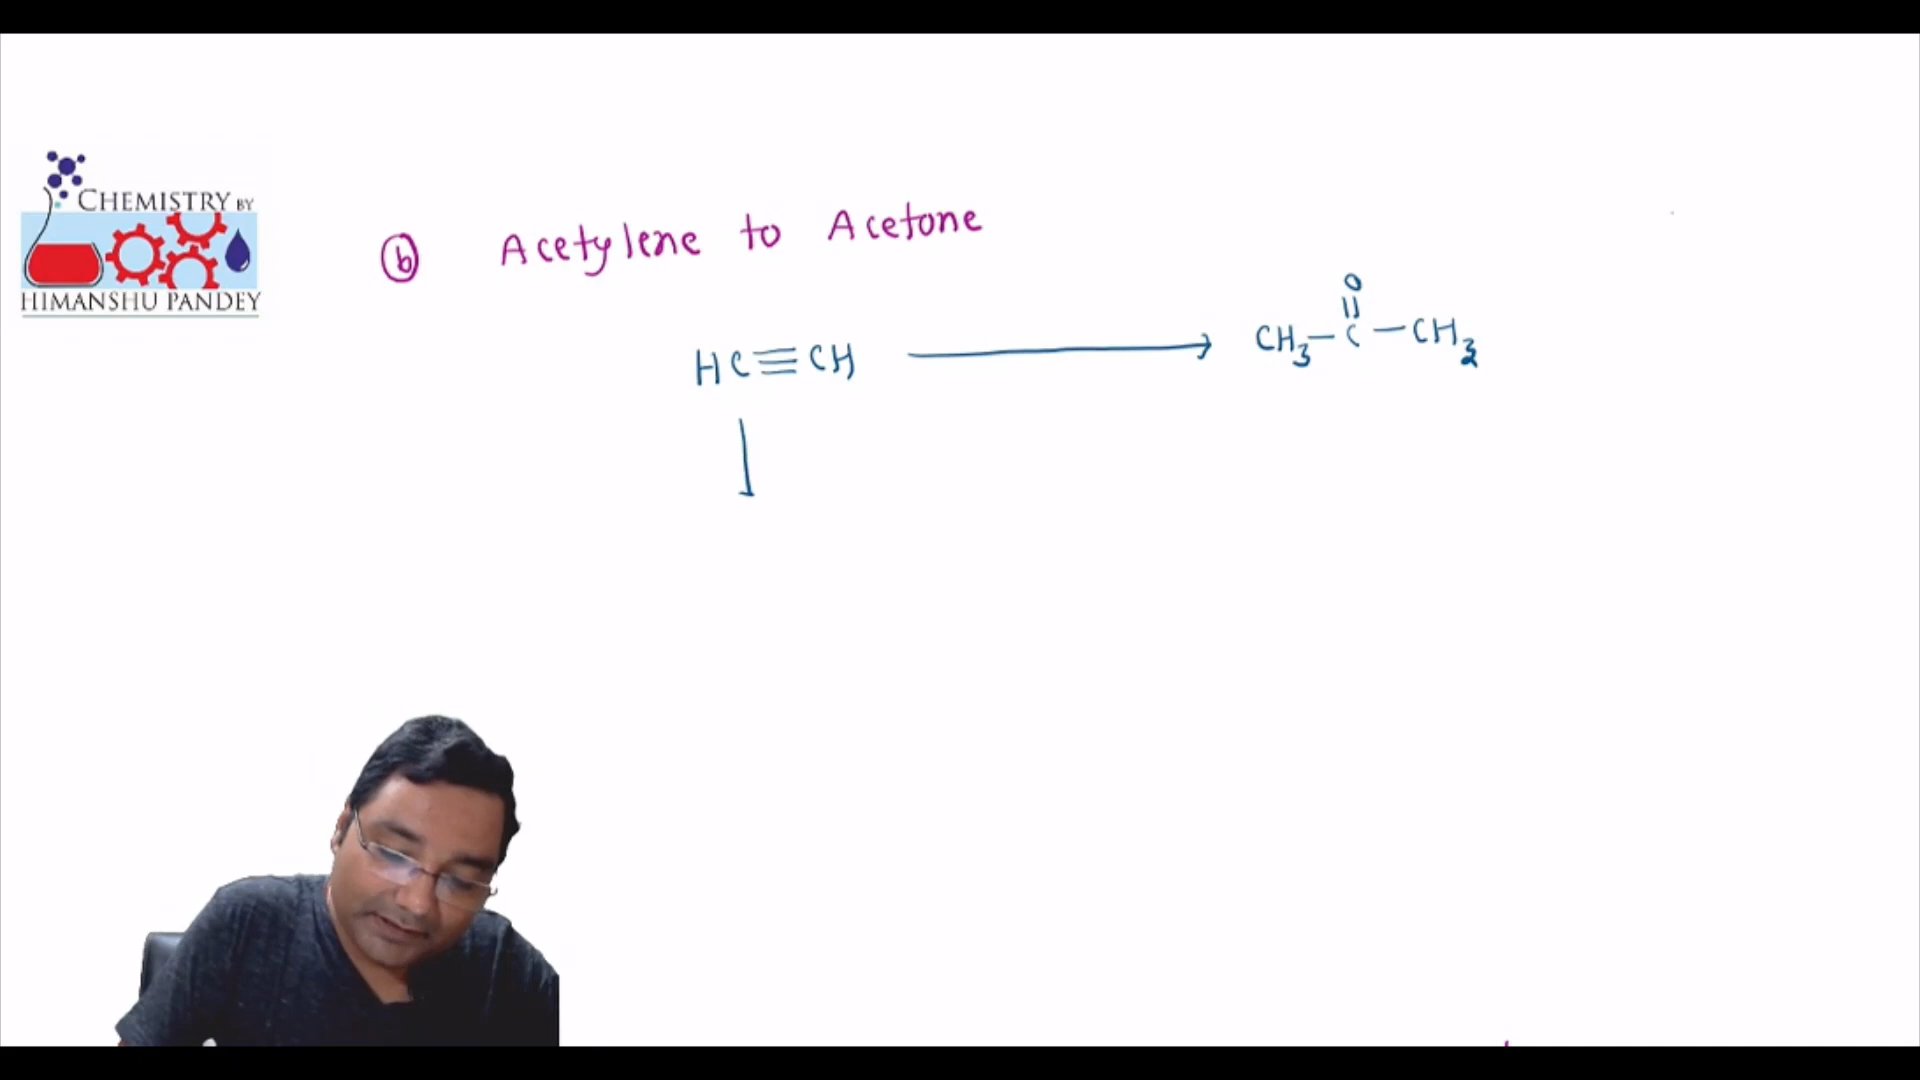 CHEMISTRY BY
HIMANSHU PANDEY
(b) Acetylene to Acetone
O
||
HC≡CH ⟶ CH₃–C–CH₃